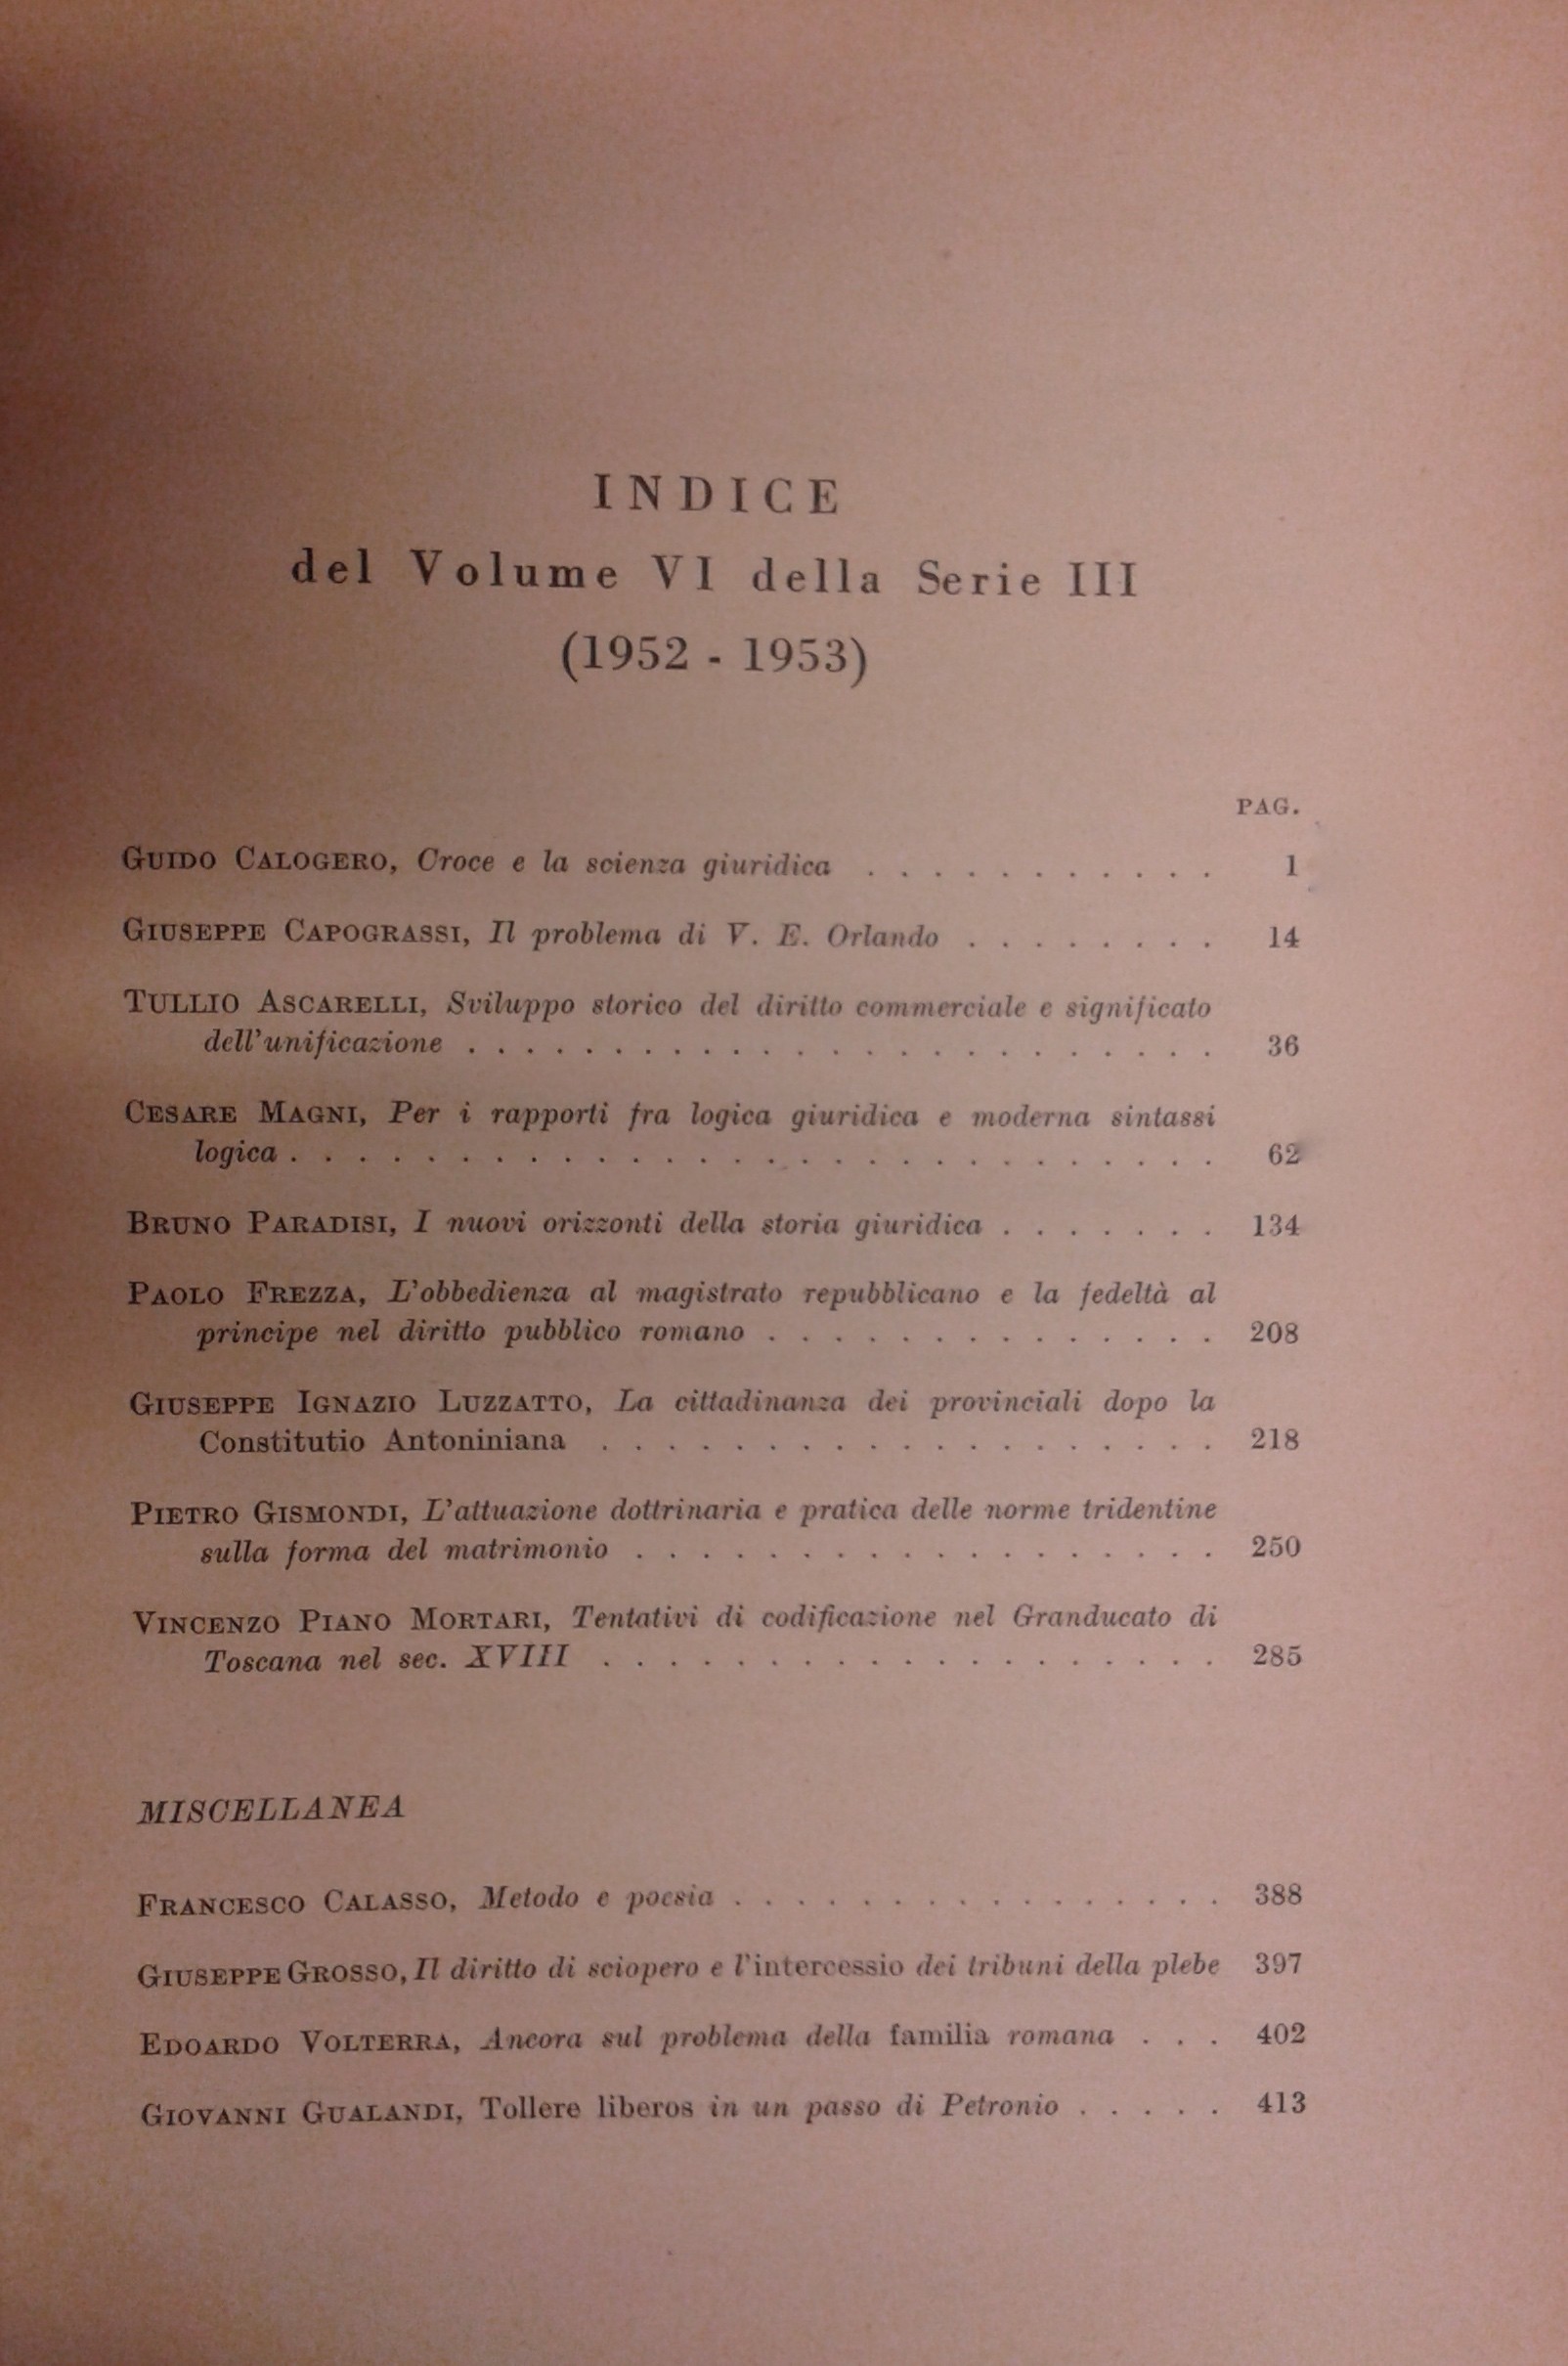 INDICE
del Volume VI della Serie III
(1952 - 1953)
PAG.
GUIDO CALOGERO, Croce e la scienza giuridica . . . . . . . . . . . 1
GIUSEPPE CAPOGRASSI, Il problema di V. E. Orlando . . . . . . . . 14
TULLIO ASCARELLI, Sviluppo storico del diritto commerciale e significato
dell'unificazione . . . . . . . . . . . . . . . . . . . . . . . 36
CESARE MAGNI, Per i rapporti fra logica giuridica e moderna sintassi
logica . . . . . . . . . . . . . . . . . . . . . . . . . . . . 62
BRUNO PARADISI, I nuovi orizzonti della storia giuridica . . . . . . . 134
PAOLO FREZZA, L'obbedienza al magistrato repubblicano e la fedeltà al
principe nel diritto pubblico romano . . . . . . . . . . . . . . 208
GIUSEPPE IGNAZIO LUZZATTO, La cittadinanza dei provinciali dopo la
Constitutio Antoniniana . . . . . . . . . . . . . . . . . . . 218
PIETRO GISMONDI, L'attuazione dottrinaria e pratica delle norme tridentine
sulla forma del matrimonio . . . . . . . . . . . . . . . . . . 250
VINCENZO PIANO MORTARI, Tentativi di codificazione nel Granducato di
Toscana nel sec. XVIII . . . . . . . . . . . . . . . . . . . 285
MISCELLANEA
FRANCESCO CALASSO, Metodo e poesia . . . . . . . . . . . . . . . . 388
GIUSEPPE GROSSO, Il diritto di sciopero e l'intercessio dei tribuni della plebe 397
EDOARDO VOLTERRA, Ancora sul problema della familia romana . . . 402
GIOVANNI GUALANDI, Tollere liberos in un passo di Petronio . . . . . 413